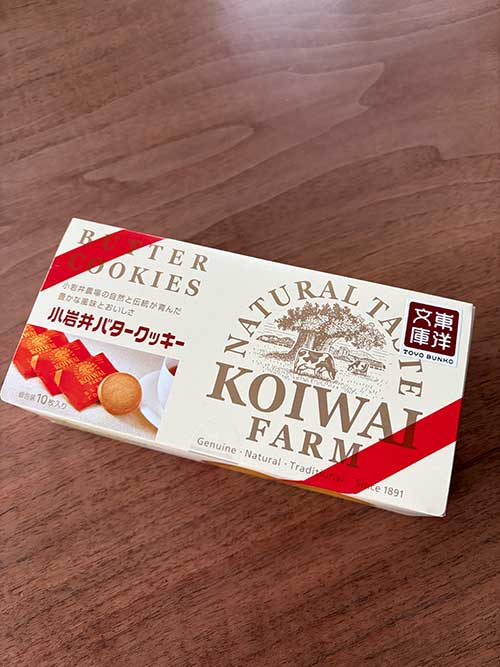 BUTTER
COOKIES
小岩井農場の自然と伝統が育んだ
豊かな風味とおいしさ
小岩井バタークッキー
個包装10枚入り
NATURAL TASTE
KOIWAI
FARM
Genuine・Natural・Traditional・Since 1891
東洋
文庫
TOYO BUNKO